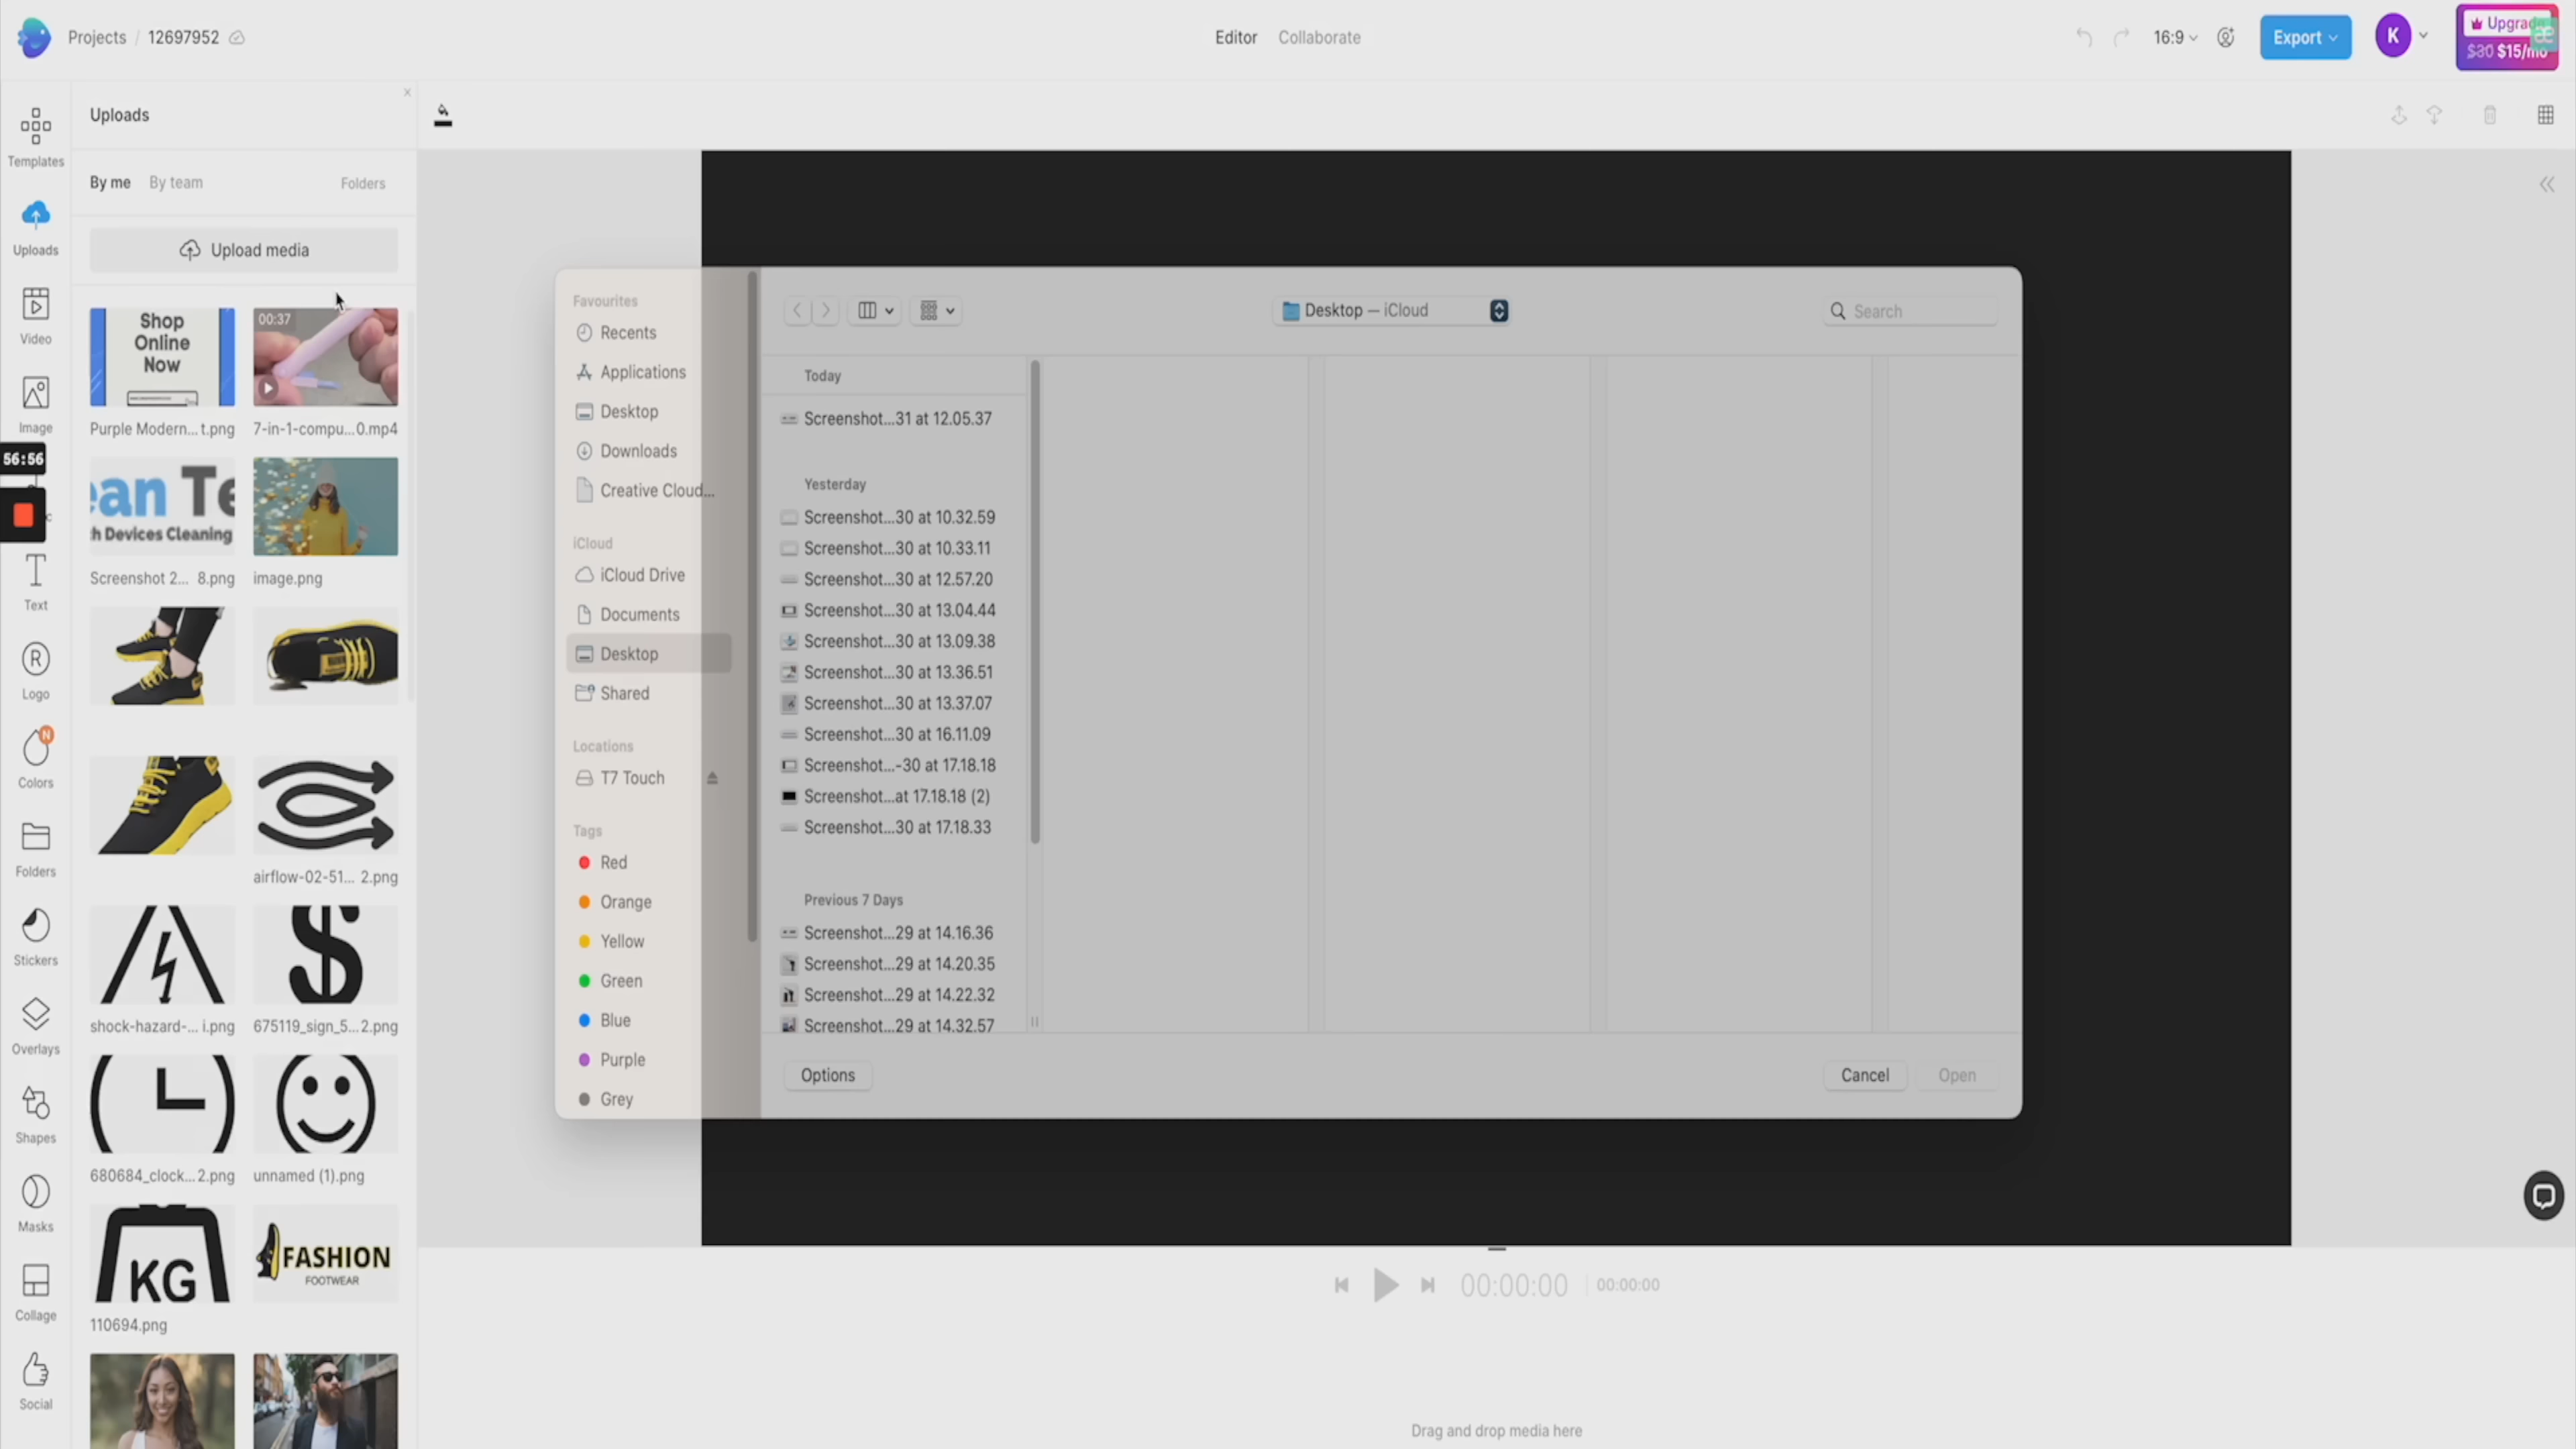 Projects / 12697952
Editor
Collaborate
16:9
Export
K
Upgrade
$30 $15/mo
Templates
Uploads
Video
Image
56:56
Text
Logo
N
Colors
Folders
Stickers
Overlays
Shapes
Masks
Collage
Social
Uploads
By me
By team
Folders
Upload media
Shop
Online
Now
00:37
Purple Modern... t.png
7-in-1-compu...0.mp4
ean Te
h Devices Cleaning
Screenshot 2... 8.png
image.png
airflow-02-51... 2.png
shock-hazard-... i.png
675119_sign_5...2.png
680684_clock...2.png
unnamed (1).png
KG
FASHION
FOOTWEAR
110694.png
Favourites
Recents
Applications
Desktop
Downloads
Creative Cloud...
iCloud
iCloud Drive
Documents
Desktop
Shared
Locations
T7 Touch
Tags
Red
Orange
Yellow
Green
Blue
Purple
Grey
Desktop — iCloud
Search
Today
Screenshot...31 at 12.05.37
Yesterday
Screenshot...30 at 10.32.59
Screenshot...30 at 10.33.11
Screenshot...30 at 12.57.20
Screenshot...30 at 13.04.44
Screenshot...30 at 13.09.38
Screenshot...30 at 13.36.51
Screenshot...30 at 13.37.07
Screenshot...30 at 16.11.09
Screenshot...-30 at 17.18.18
Screenshot...at 17.18.18 (2)
Screenshot...30 at 17.18.33
Previous 7 Days
Screenshot...29 at 14.16.36
Screenshot...29 at 14.20.35
Screenshot...29 at 14.22.32
Screenshot...29 at 14.32.57
Options
Cancel
Open
00:00:00
00:00:00
Drag and drop media here